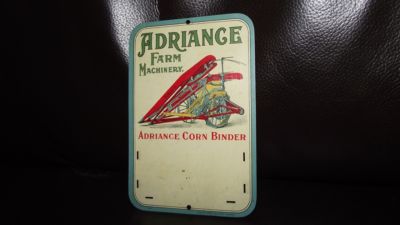 ADRIANCE
FARM
MACHINERY.
ADRIANCE CORN BINDER